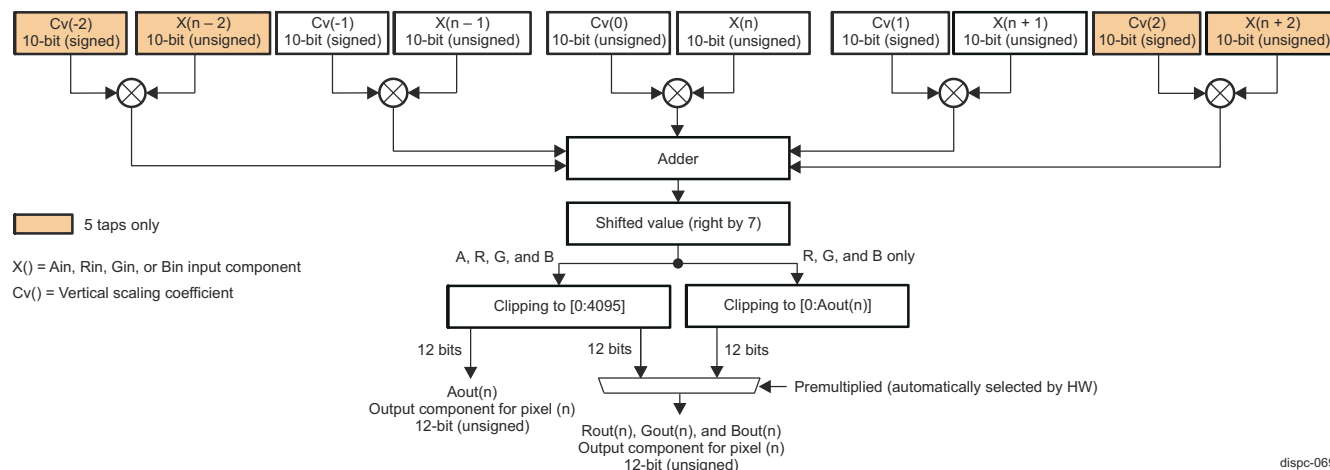 Cv(-2)
10-bit (signed)
X(n – 2)
10-bit (unsigned)
Cv(-1)
10-bit (signed)
X(n – 1)
10-bit (unsigned)
Cv(0)
10-bit (unsigned)
X(n)
10-bit (unsigned)
Cv(1)
10-bit (signed)
X(n + 1)
10-bit (unsigned)
Cv(2)
10-bit (signed)
X(n + 2)
10-bit (unsigned)
Adder
5 taps only
Shifted value (right by 7)
X() = Ain, Rin, Gin, or Bin input component
Cv() = Vertical scaling coefficient
A, R, G, and B
R, G, and B only
Clipping to [0:4095]
Clipping to [0:Aout(n)]
12 bits
12 bits
12 bits
Aout(n)
Output component for pixel (n)
12-bit (unsigned)
Premultiplied (automatically selected by HW)
Rout(n), Gout(n), and Bout(n)
Output component for pixel (n)
12-bit (unsigned)
dispc-069